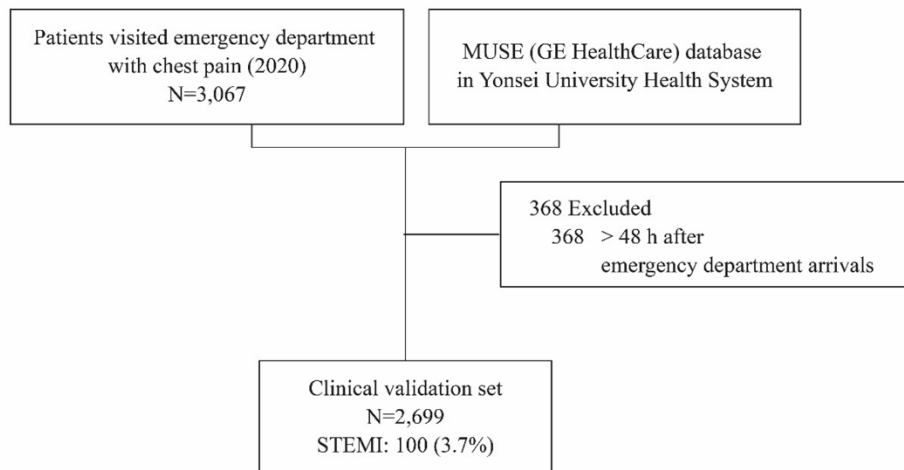 Patients visited emergency department
with chest pain (2020)
N=3,067
MUSE (GE HealthCare) database
in Yonsei University Health System
368 Excluded
368 > 48 h after
emergency department arrivals
Clinical validation set
N=2,699
STEMI: 100 (3.7%)